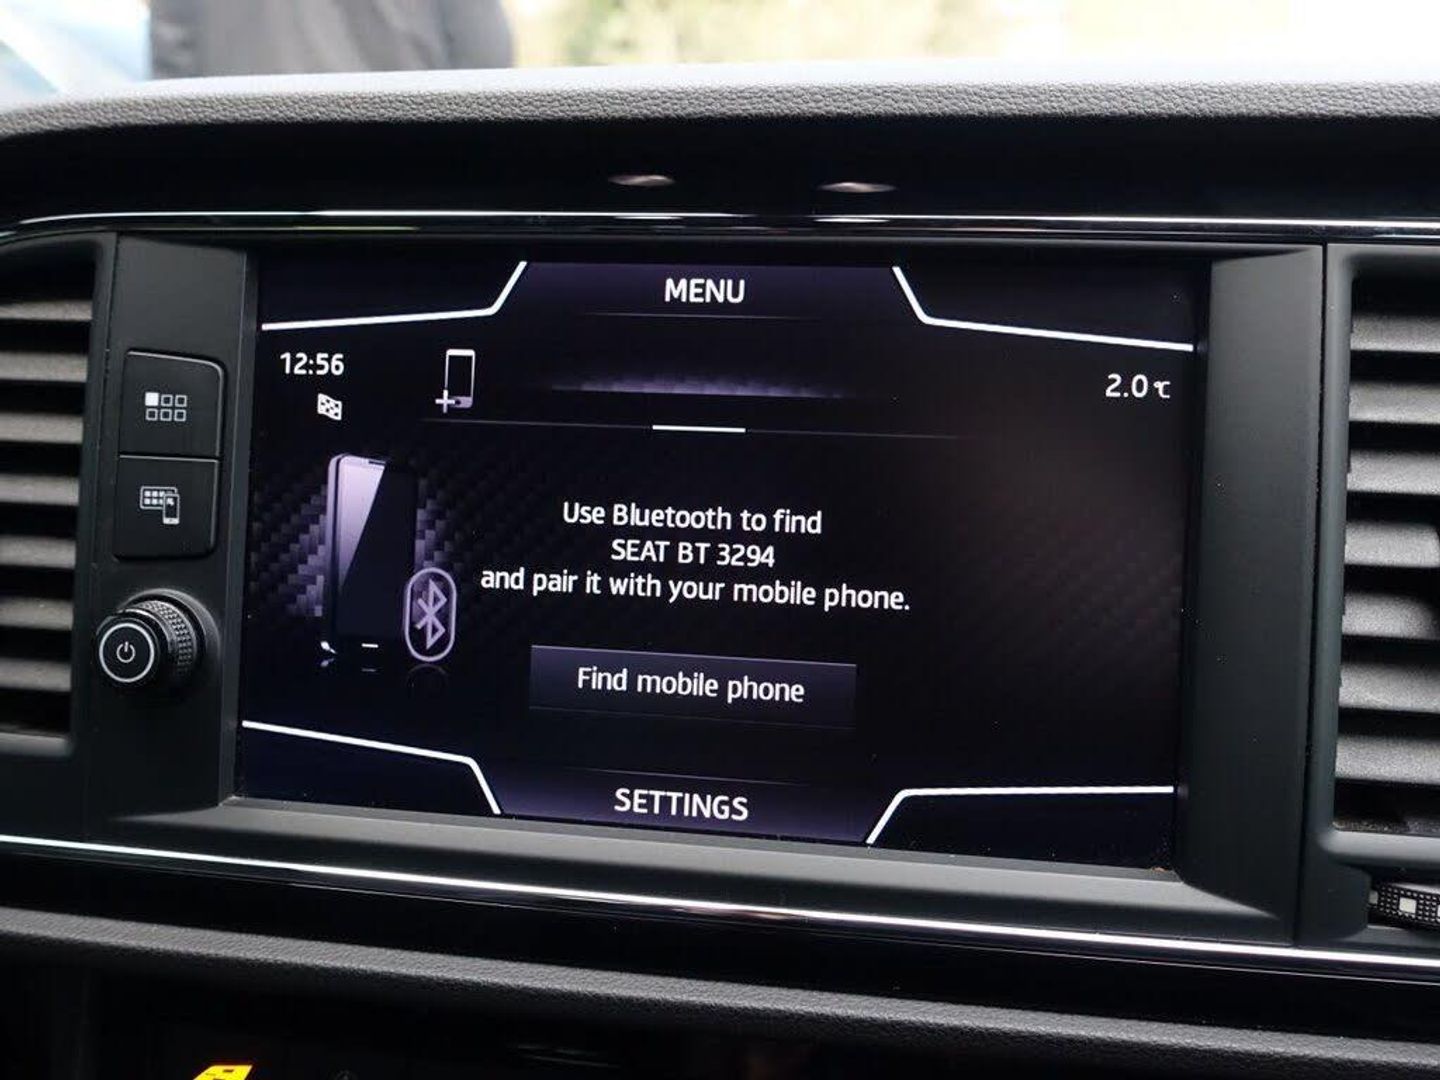 MENU
12:56
2.0°C
Use Bluetooth to find
SEAT BT 3294
and pair it with your mobile phone.
Find mobile phone
SETTINGS